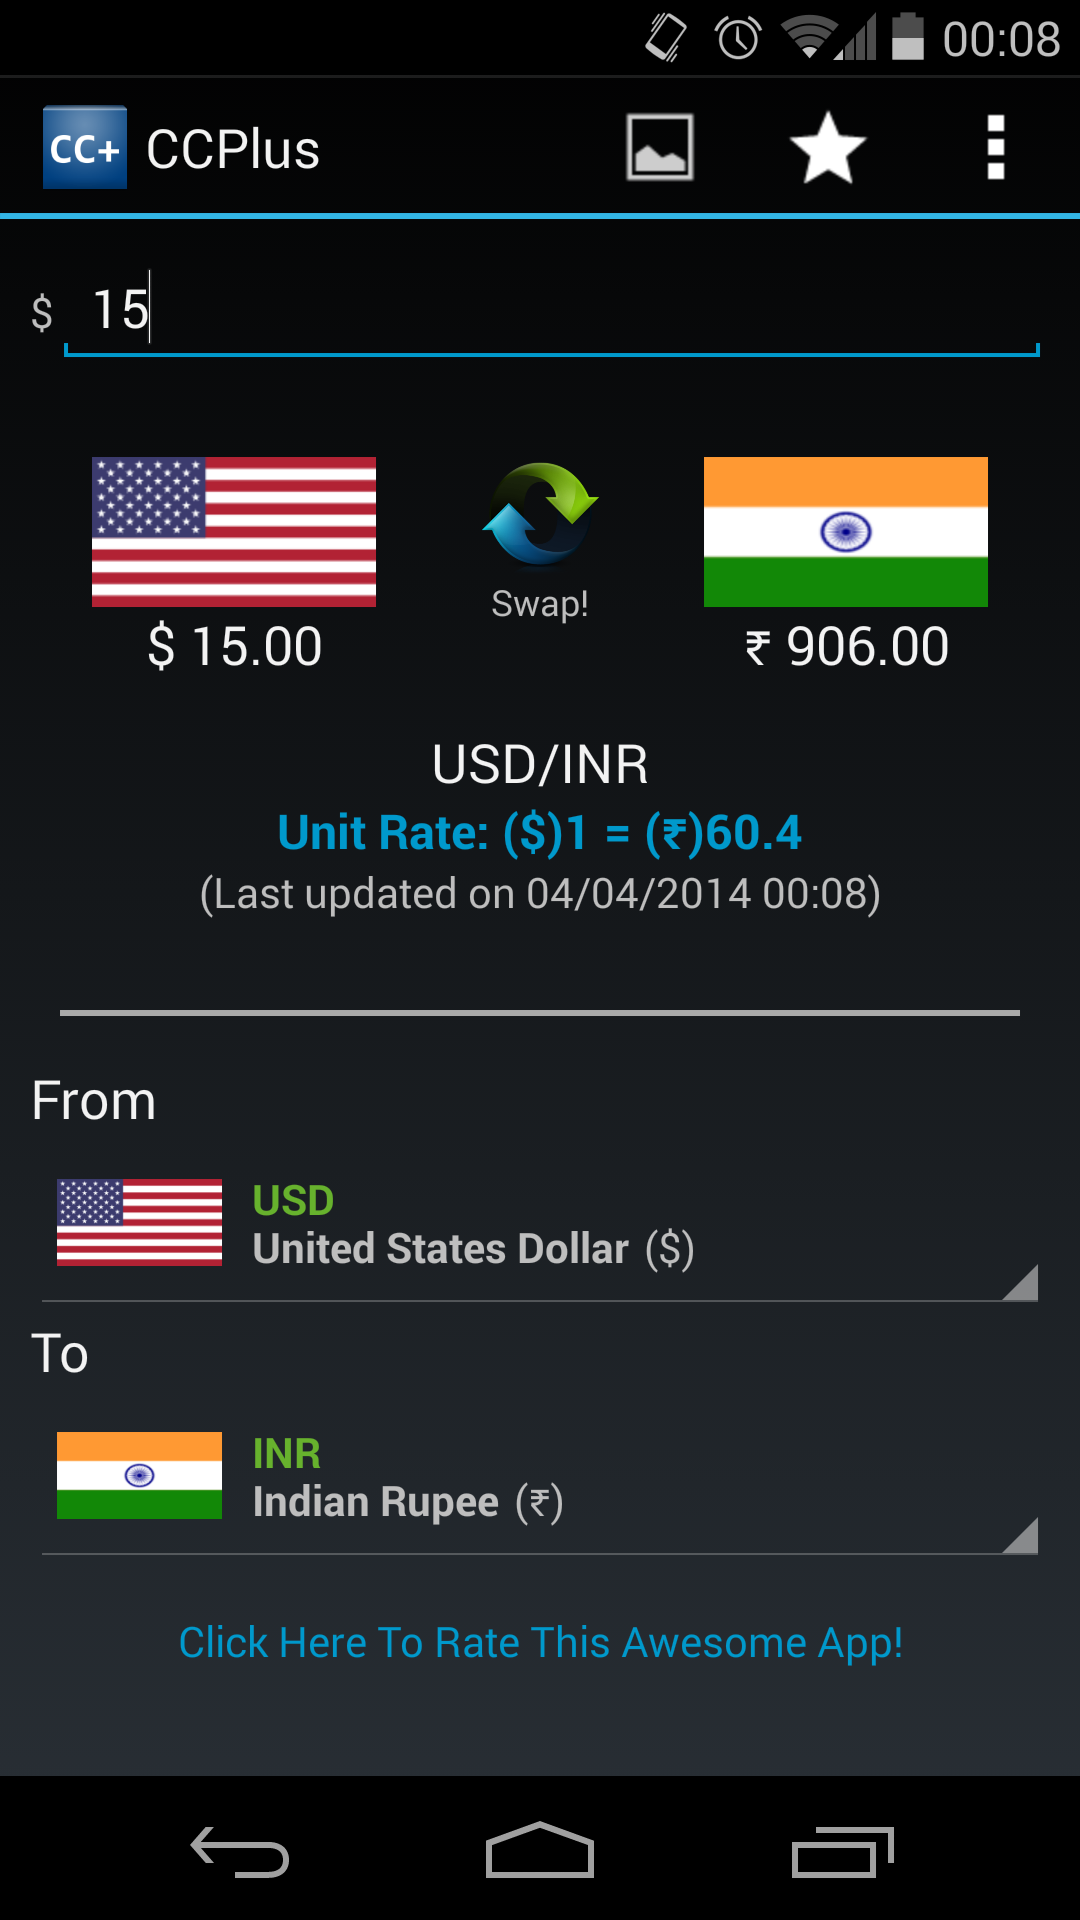 00:08
CC+ CCPlus
$ 15
Swap!
$ 15.00
₹ 906.00
USD/INR
Unit Rate: ($)1 = (₹)60.4
(Last updated on 04/04/2014 00:08)
From
USD
United States Dollar ($)
To
INR
Indian Rupee (₹)
Click Here To Rate This Awesome App!